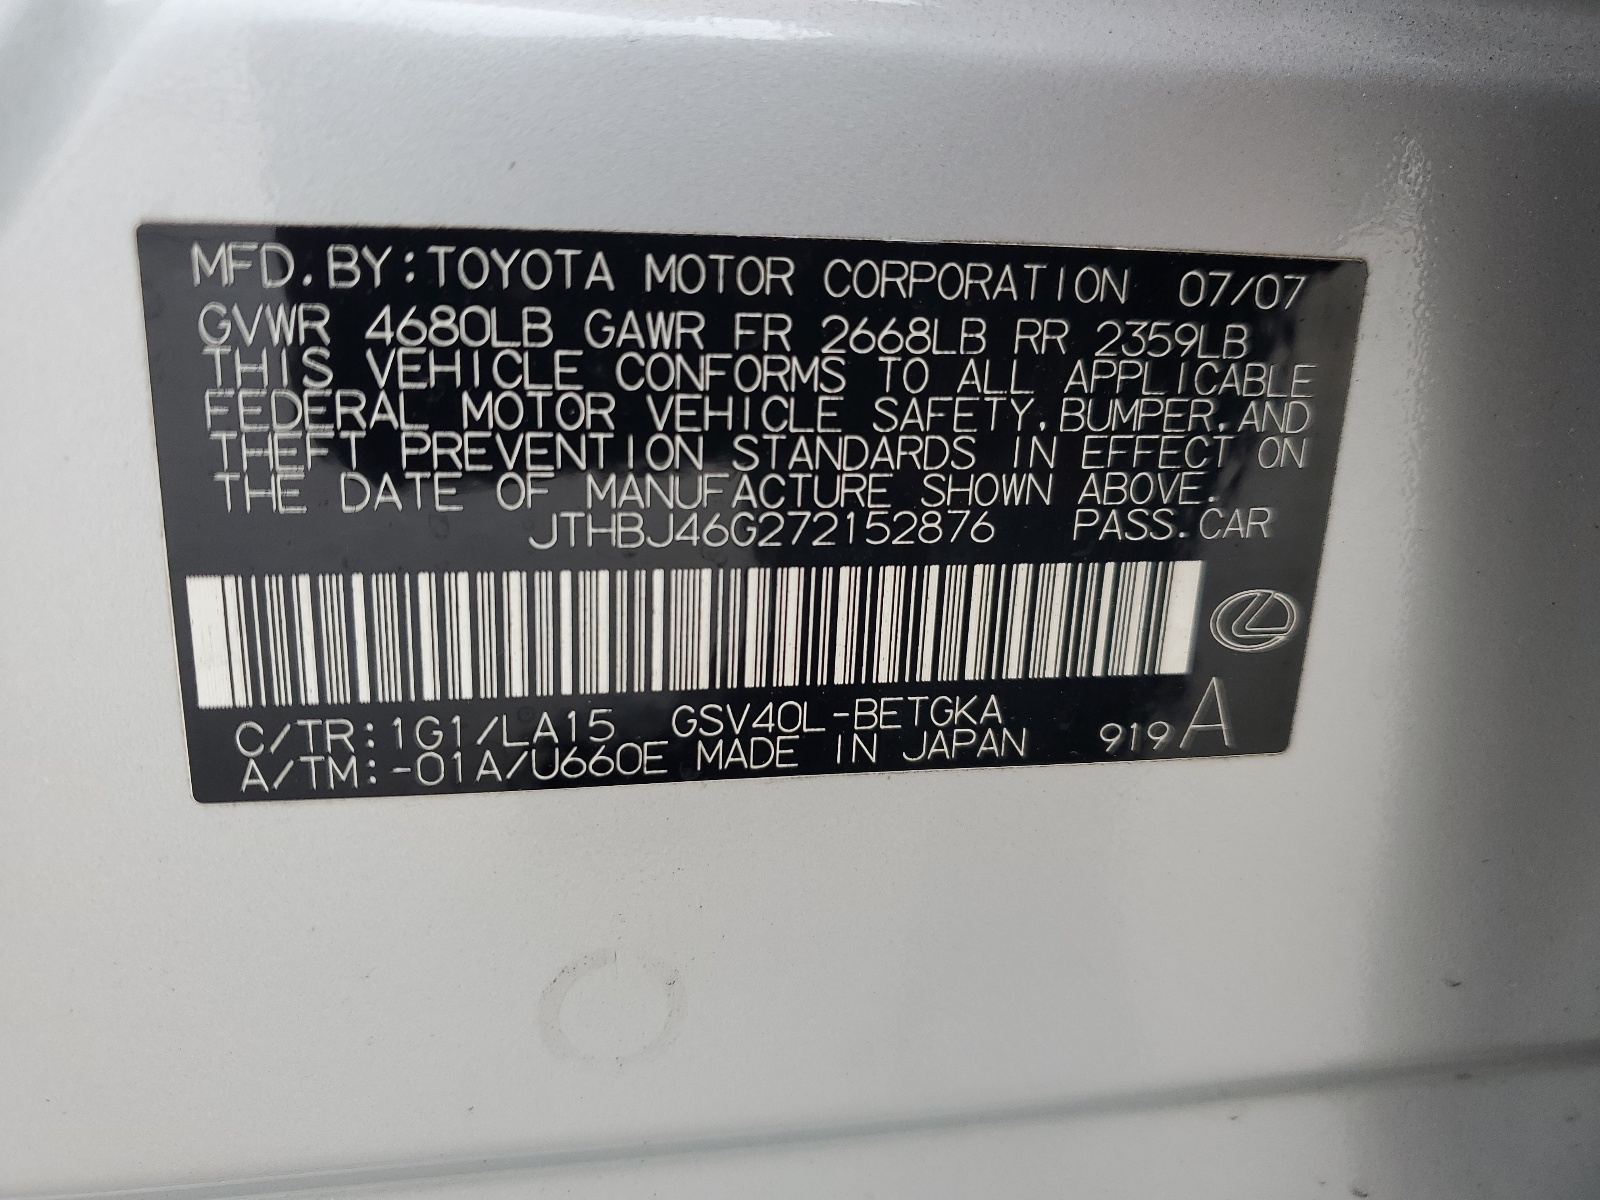 MFD.BY:TOYOTA MOTOR CORPORATION 07/07
GVWR 4680LB GAWR FR 2668LB RR 2359LB
THIS VEHICLE CONFORMS TO ALL APPLICABLE
FEDERAL MOTOR VEHICLE SAFETY,BUMPER,AND
THEFT PREVENTION STANDARDS IN EFFECT ON
THE DATE OF MANUFACTURE SHOWN ABOVE.
JTHBJ46G272152876 PASS.CAR
C/TR:1G1/LA15 GSV40L-BETGKA
A/TM:-01A/U660E MADE IN JAPAN 919A